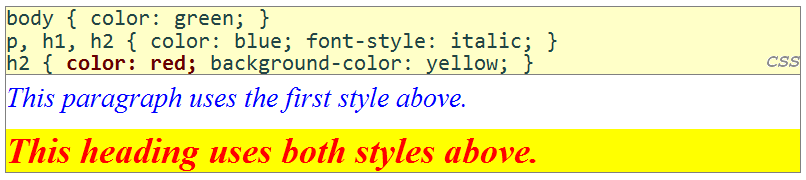 body { color: green; }
p, h1, h2 { color: blue; font-style: italic; }
h2 { color: red; background-color: yellow; }
CSS
This paragraph uses the first style above.
This heading uses both styles above.